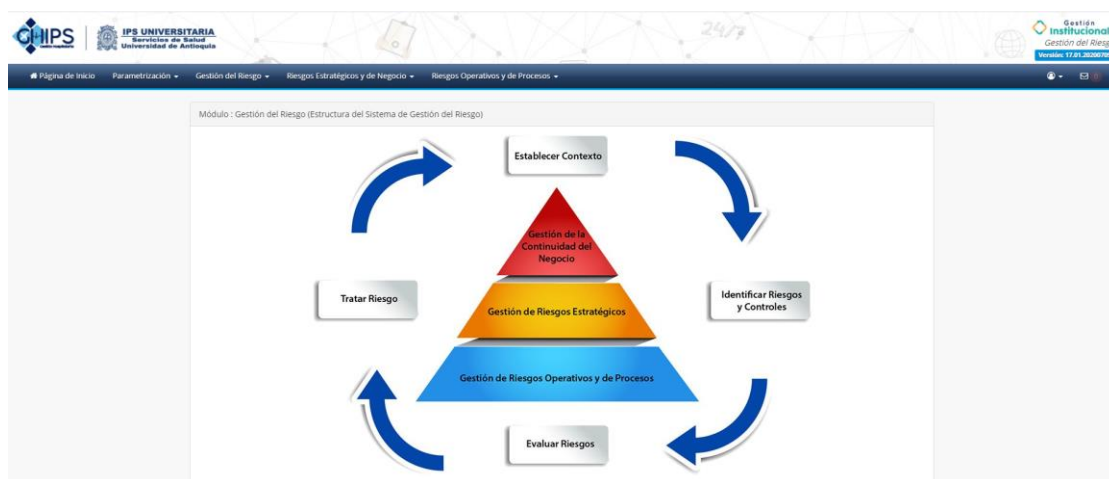 GHIPS
IPS UNIVERSITARIA
Servicios de Salud
Universidad de Antioquia
24/7
Gestión
Institucional
Gestión del Riesg
Página de Inicio
Parametrización
Gestión del Riesgo
Riesgos Estratégicos y de Negocio
Riesgos Operativos y de Procesos
Módulo : Gestión del Riesgo (Estructura del Sistema de Gestión del Riesgo)
Establecer Contexto
Gestión de la
Continuidad del
Negocio
Tratar Riesgo
Identificar Riesgos
y Controles
Gestión de Riesgos Estratégicos
Gestión de Riesgos Operativos y de Procesos
Evaluar Riesgos